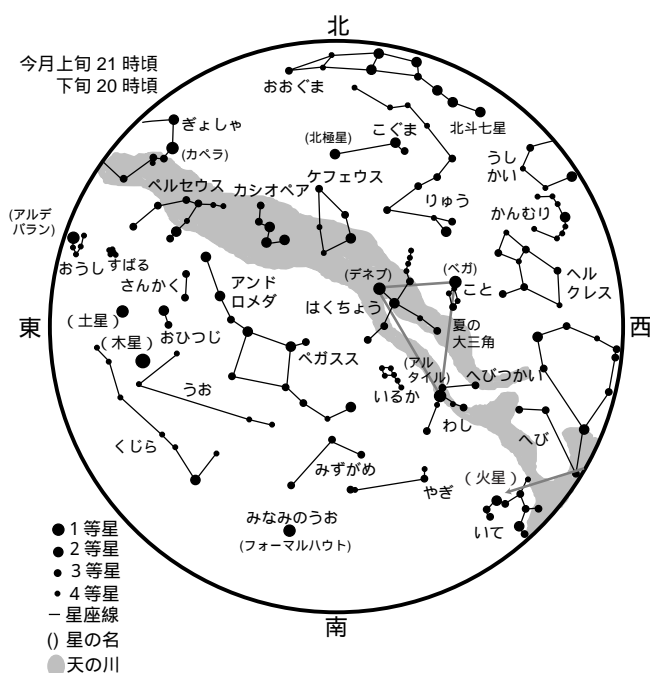 北
今月上旬 21 時頃
下旬 20 時頃
おおぐま
北斗七星
ぎょしゃ
(カペラ)
(北極星)
こぐま
うし
かい
ペルセウス
カシオペア
ケフェウス
りゅう
かんむり
(アルデ
バラン)
おうし
すばる
さんかく
アンド
ロメダ
(デネブ)
(ベガ)
こと
ヘル
クレス
はくちょう
東
(土星)
おひつじ
(木星)
ペガスス
夏の
大三角
西
うお
(アル
タイル)
へびつかい
いるか
わし
へび
くじら
みずがめ
やぎ
(火星)
いて
みなみのうお
(フォーマルハウト)
1 等星
2 等星
3 等星
4 等星
星座線
() 星の名
天の川
南